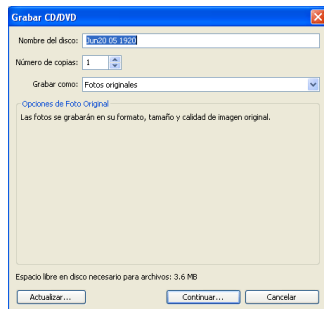 Grabar CD/DVD
Nombre del disco: Jun20 05 1920
Número de copias: 1
Grabar como: Fotos originales
Opciones de Foto Original
Las fotos se grabarán en su formato, tamaño y calidad de imagen original.
Espacio libre en disco necesario para archivos: 3.6 MB
Actualizar... Continuar... Cancelar